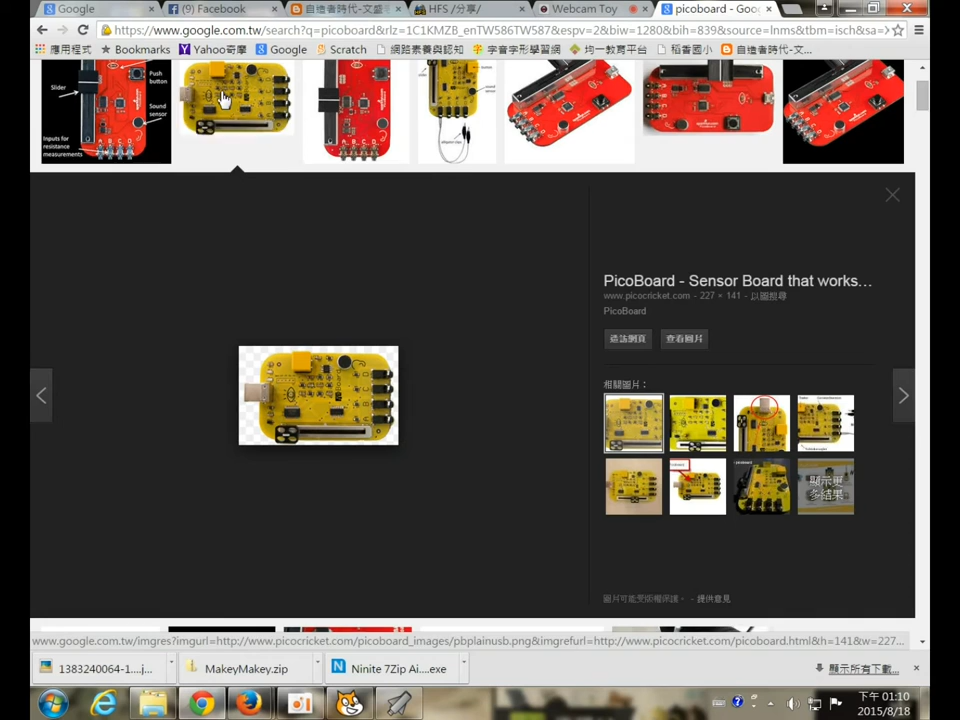 Google
(9) Facebook
自造者時代-文盛
HFS /分享/
Webcam Toy
picoboard - Goo
https://www.google.com.tw/search?q=picoboard&rlz=1C1KMZB_enTW586TW587&espv=2&biw=1280&bih=839&source=lnms&tbm=isch&sa=
應用程式
Bookmarks
Yahoo奇摩
Google
Scratch
網路素養與認知
字音字形學習網
均一教育平台
稻香國小
自造者時代-文...
Slider
Push button
Sound sensor
Inputs for resistance measurements
PicoBoard - Sensor Board that works...
www.picocricket.com - 227 × 141 - 以圖搜尋
PicoBoard
造訪網頁
查看圖片
相關圖片：
顯示更多結果
圖片可能受版權保護。 - 提供意見
www.google.com.tw/imgres?imgurl=http://www.picocricket.com/picoboard_images/pbplainusb.png&imgrefurl=http://www.picocricket.com/picoboard.html&h=141&w=227...
1383240064-1....j...
MakeyMakey.zip
Ninite 7Zip Ai....exe
顯示所有下載...
下午 01:10
2015/8/18